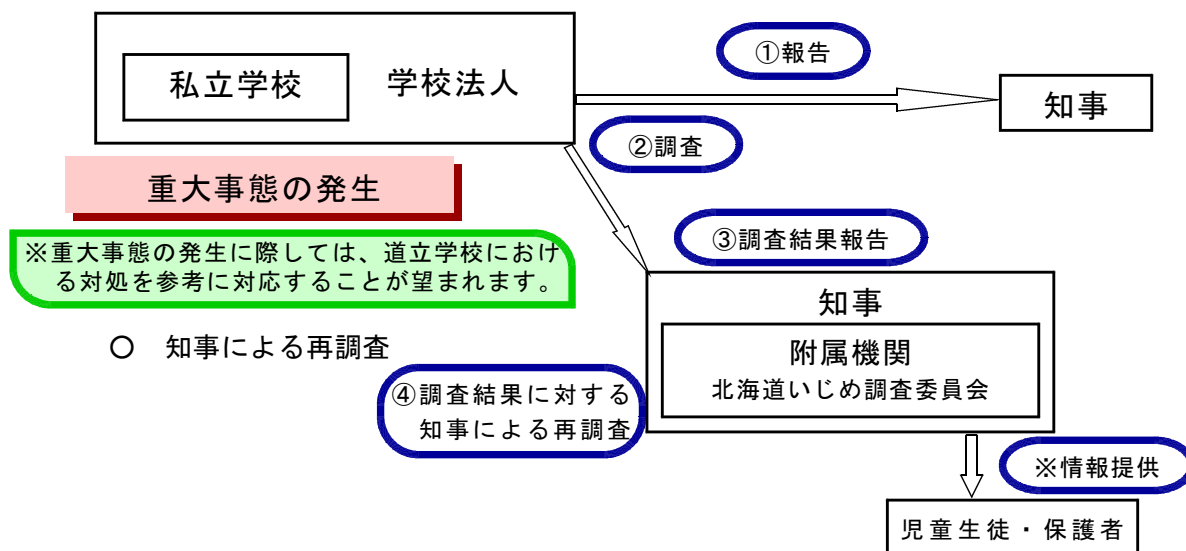 ①報告
私立学校
学校法人
知事
②調査
重大事態の発生
※重大事態の発生に際しては、道立学校におけ
る対処を参考に対応することが望まれます。
③調査結果報告
知事
附属機関
北海道いじめ調査委員会
○ 知事による再調査
④調査結果に対する
知事による再調査
※情報提供
児童生徒・保護者